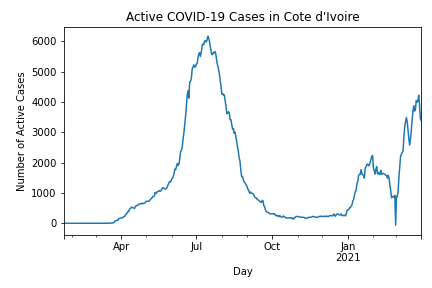 Active COVID-19 Cases in Cote d'Ivoire
Number of Active Cases
6000
5000
4000
3000
2000
1000
0
Apr
Jul
Oct
Jan
2021
Day